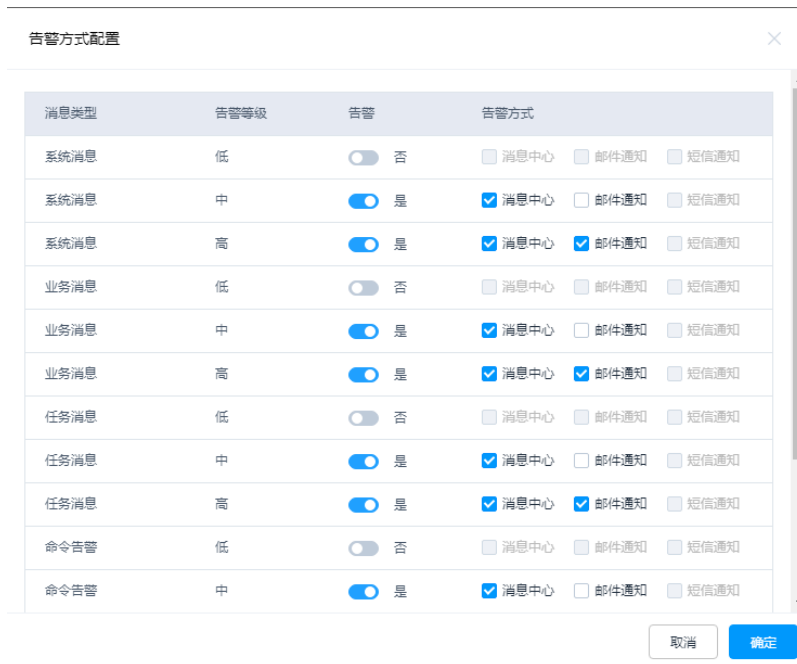 告警方式配置
消息类型 告警等级 告警 告警方式
系统消息 低 否 消息中心 邮件通知 短信通知
系统消息 中 是 消息中心 邮件通知 短信通知
系统消息 高 是 消息中心 邮件通知 短信通知
业务消息 低 否 消息中心 邮件通知 短信通知
业务消息 中 是 消息中心 邮件通知 短信通知
业务消息 高 是 消息中心 邮件通知 短信通知
任务消息 低 否 消息中心 邮件通知 短信通知
任务消息 中 是 消息中心 邮件通知 短信通知
任务消息 高 是 消息中心 邮件通知 短信通知
命令告警 低 否 消息中心 邮件通知 短信通知
命令告警 中 是 消息中心 邮件通知 短信通知
取消 确定